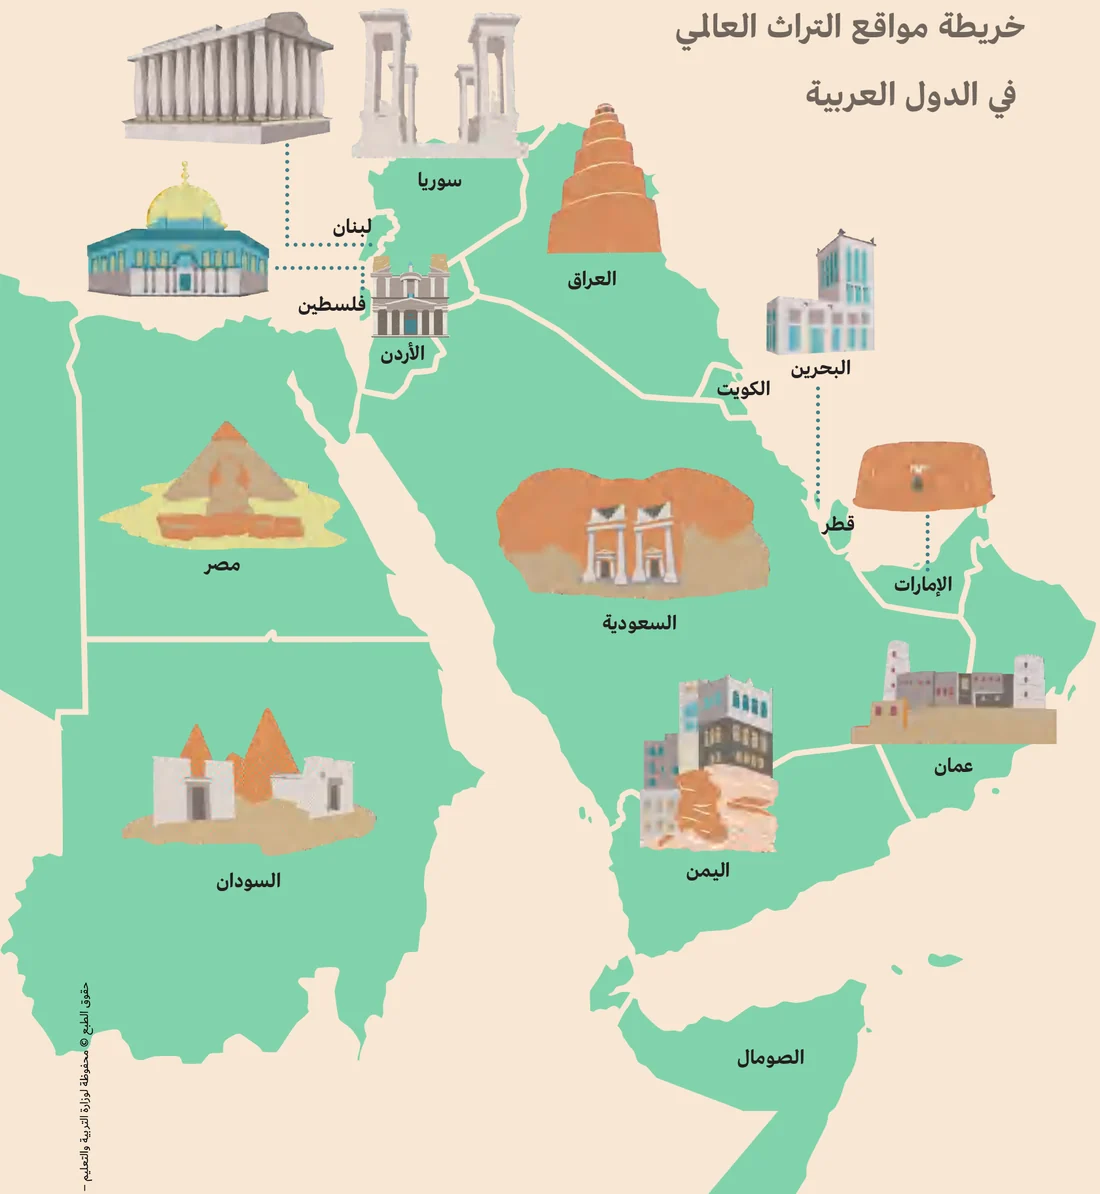 خريطة مواقع التراث العالمي
في الدول العربية
سوريا
لبنان
العراق
فلسطين
الأردن
البحرين
الكويت
قطر
مصر
الإمارات
السعودية
عمان
اليمن
السودان
الصومال
حقوق الطبع © محفوظة لوزارة التربية والتعليم –